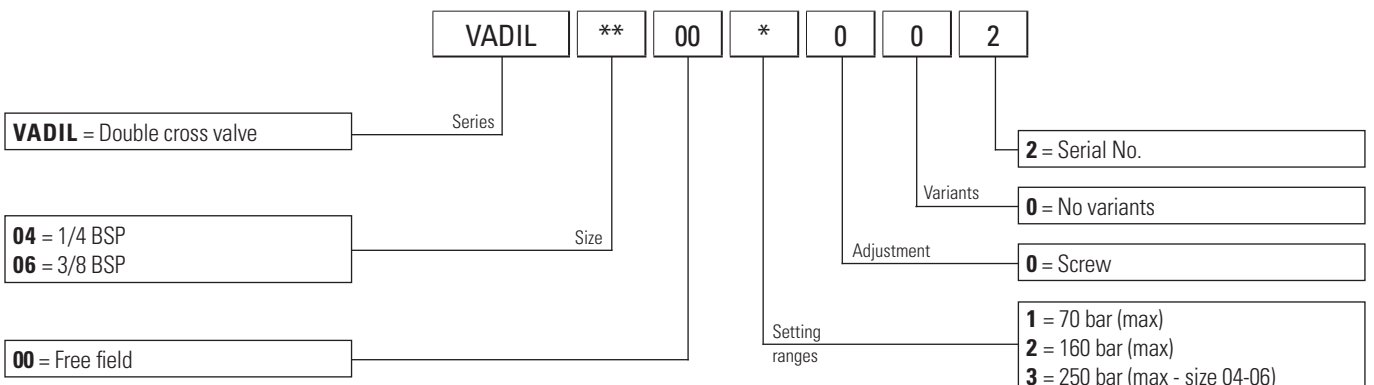 VADIL ** 00 * 0 0 2
Series
VADIL = Double cross valve
2 = Serial No.
Variants
0 = No variants
04 = 1/4 BSP
06 = 3/8 BSP
Size
Adjustment
0 = Screw
Setting
ranges
1 = 70 bar (max)
2 = 160 bar (max)
3 = 250 bar (max - size 04-06)
00 = Free field